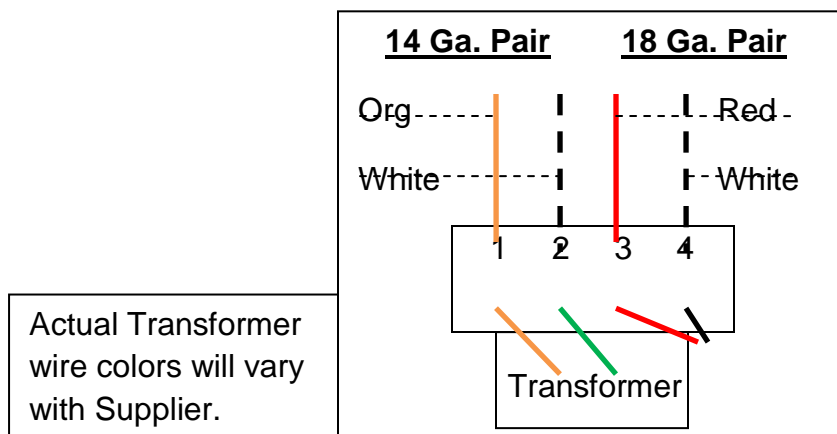 14 Ga. Pair 18 Ga. Pair
Org Red
White White
1 2 3 4
Actual Transformer
wire colors will vary
with Supplier.
Transformer